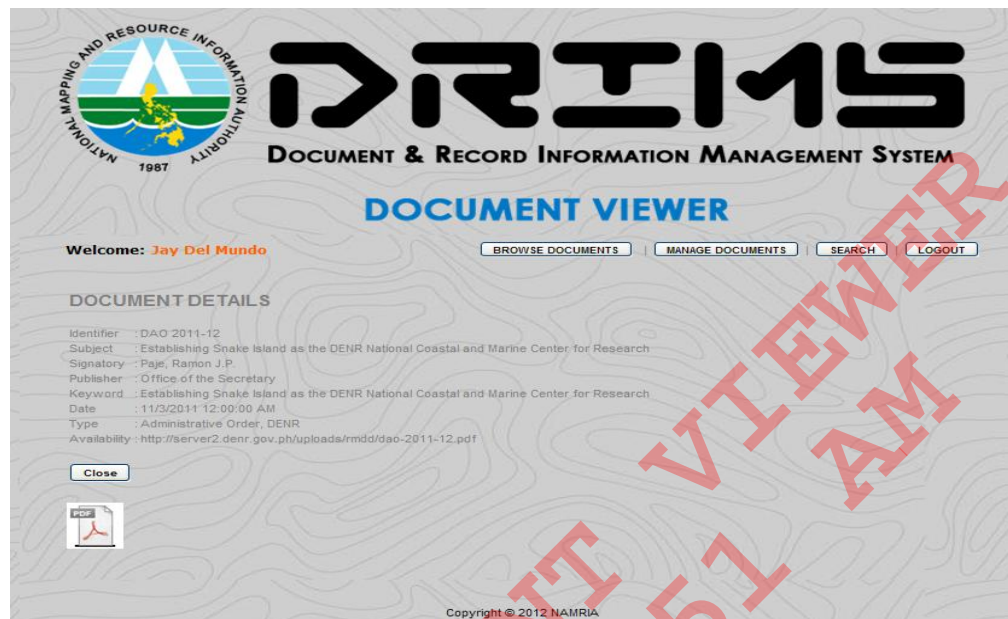 NATIONAL MAPPING AND RESOURCE INFORMATION AUTHORITY
1987
DRIMS
DOCUMENT & RECORD INFORMATION MANAGEMENT SYSTEM
DOCUMENT VIEWER
Welcome: Jay Del Mundo
BROWSE DOCUMENTS | MANAGE DOCUMENTS | SEARCH | LOGOUT
DOCUMENT DETAILS
Identifier : DAO 2011-12
Subject : Establishing Snake Island as the DENR National Coastal and Marine Center for Research
Signatory : Paje, Ramon J.P.
Publisher : Office of the Secretary
Keyword : Establishing Snake Island as the DENR National Coastal and Marine Center for Research
Date : 11/3/2011 12:00:00 AM
Type : Administrative Order, DENR
Availability : http://server2.denr.gov.ph/uploads/rmdd/dao-2011-12.pdf
Close
PDF
Copyright © 2012 NAMRIA
NT VIEWER
51 AM